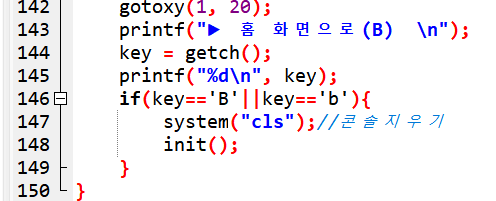 142 gotoxy(1, 20);
143 printf("▶ 홈 화면으로(B) \n");
144 key = getch();
145 printf("%d\n", key);
146 if(key=='B'||key=='b'){
147 system("cls");//콘솔지우기
148 init();
149 }
150 }